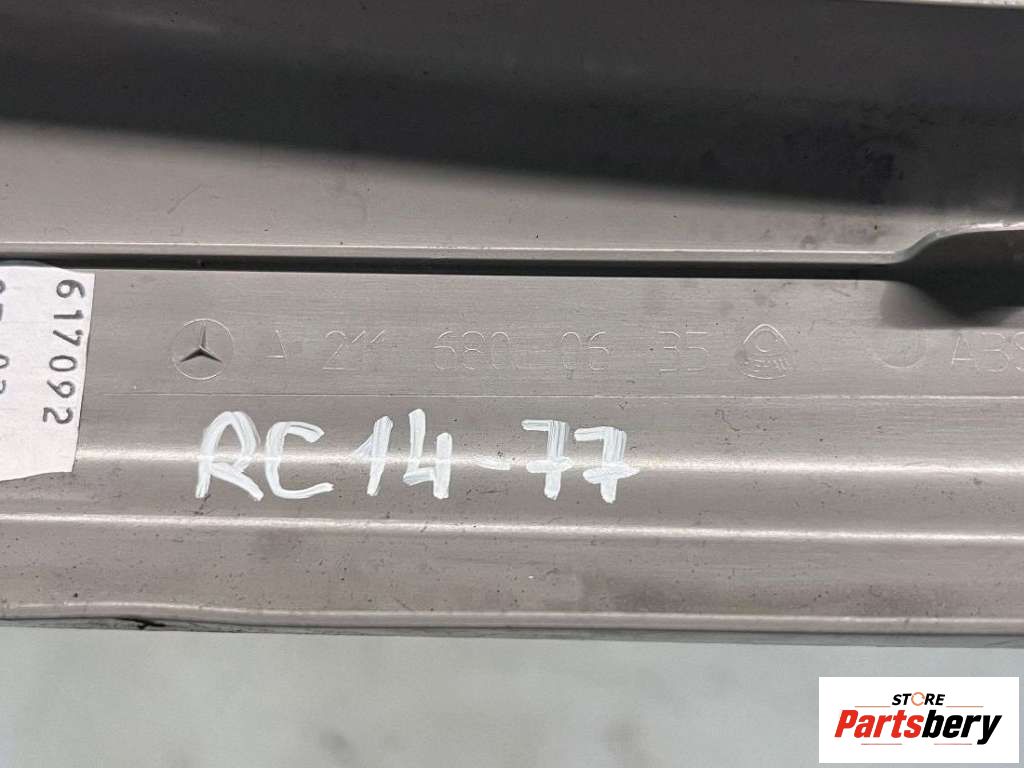 617092
A 211 680 06 35 ABS
RC 14-77
STORE
Partsbery